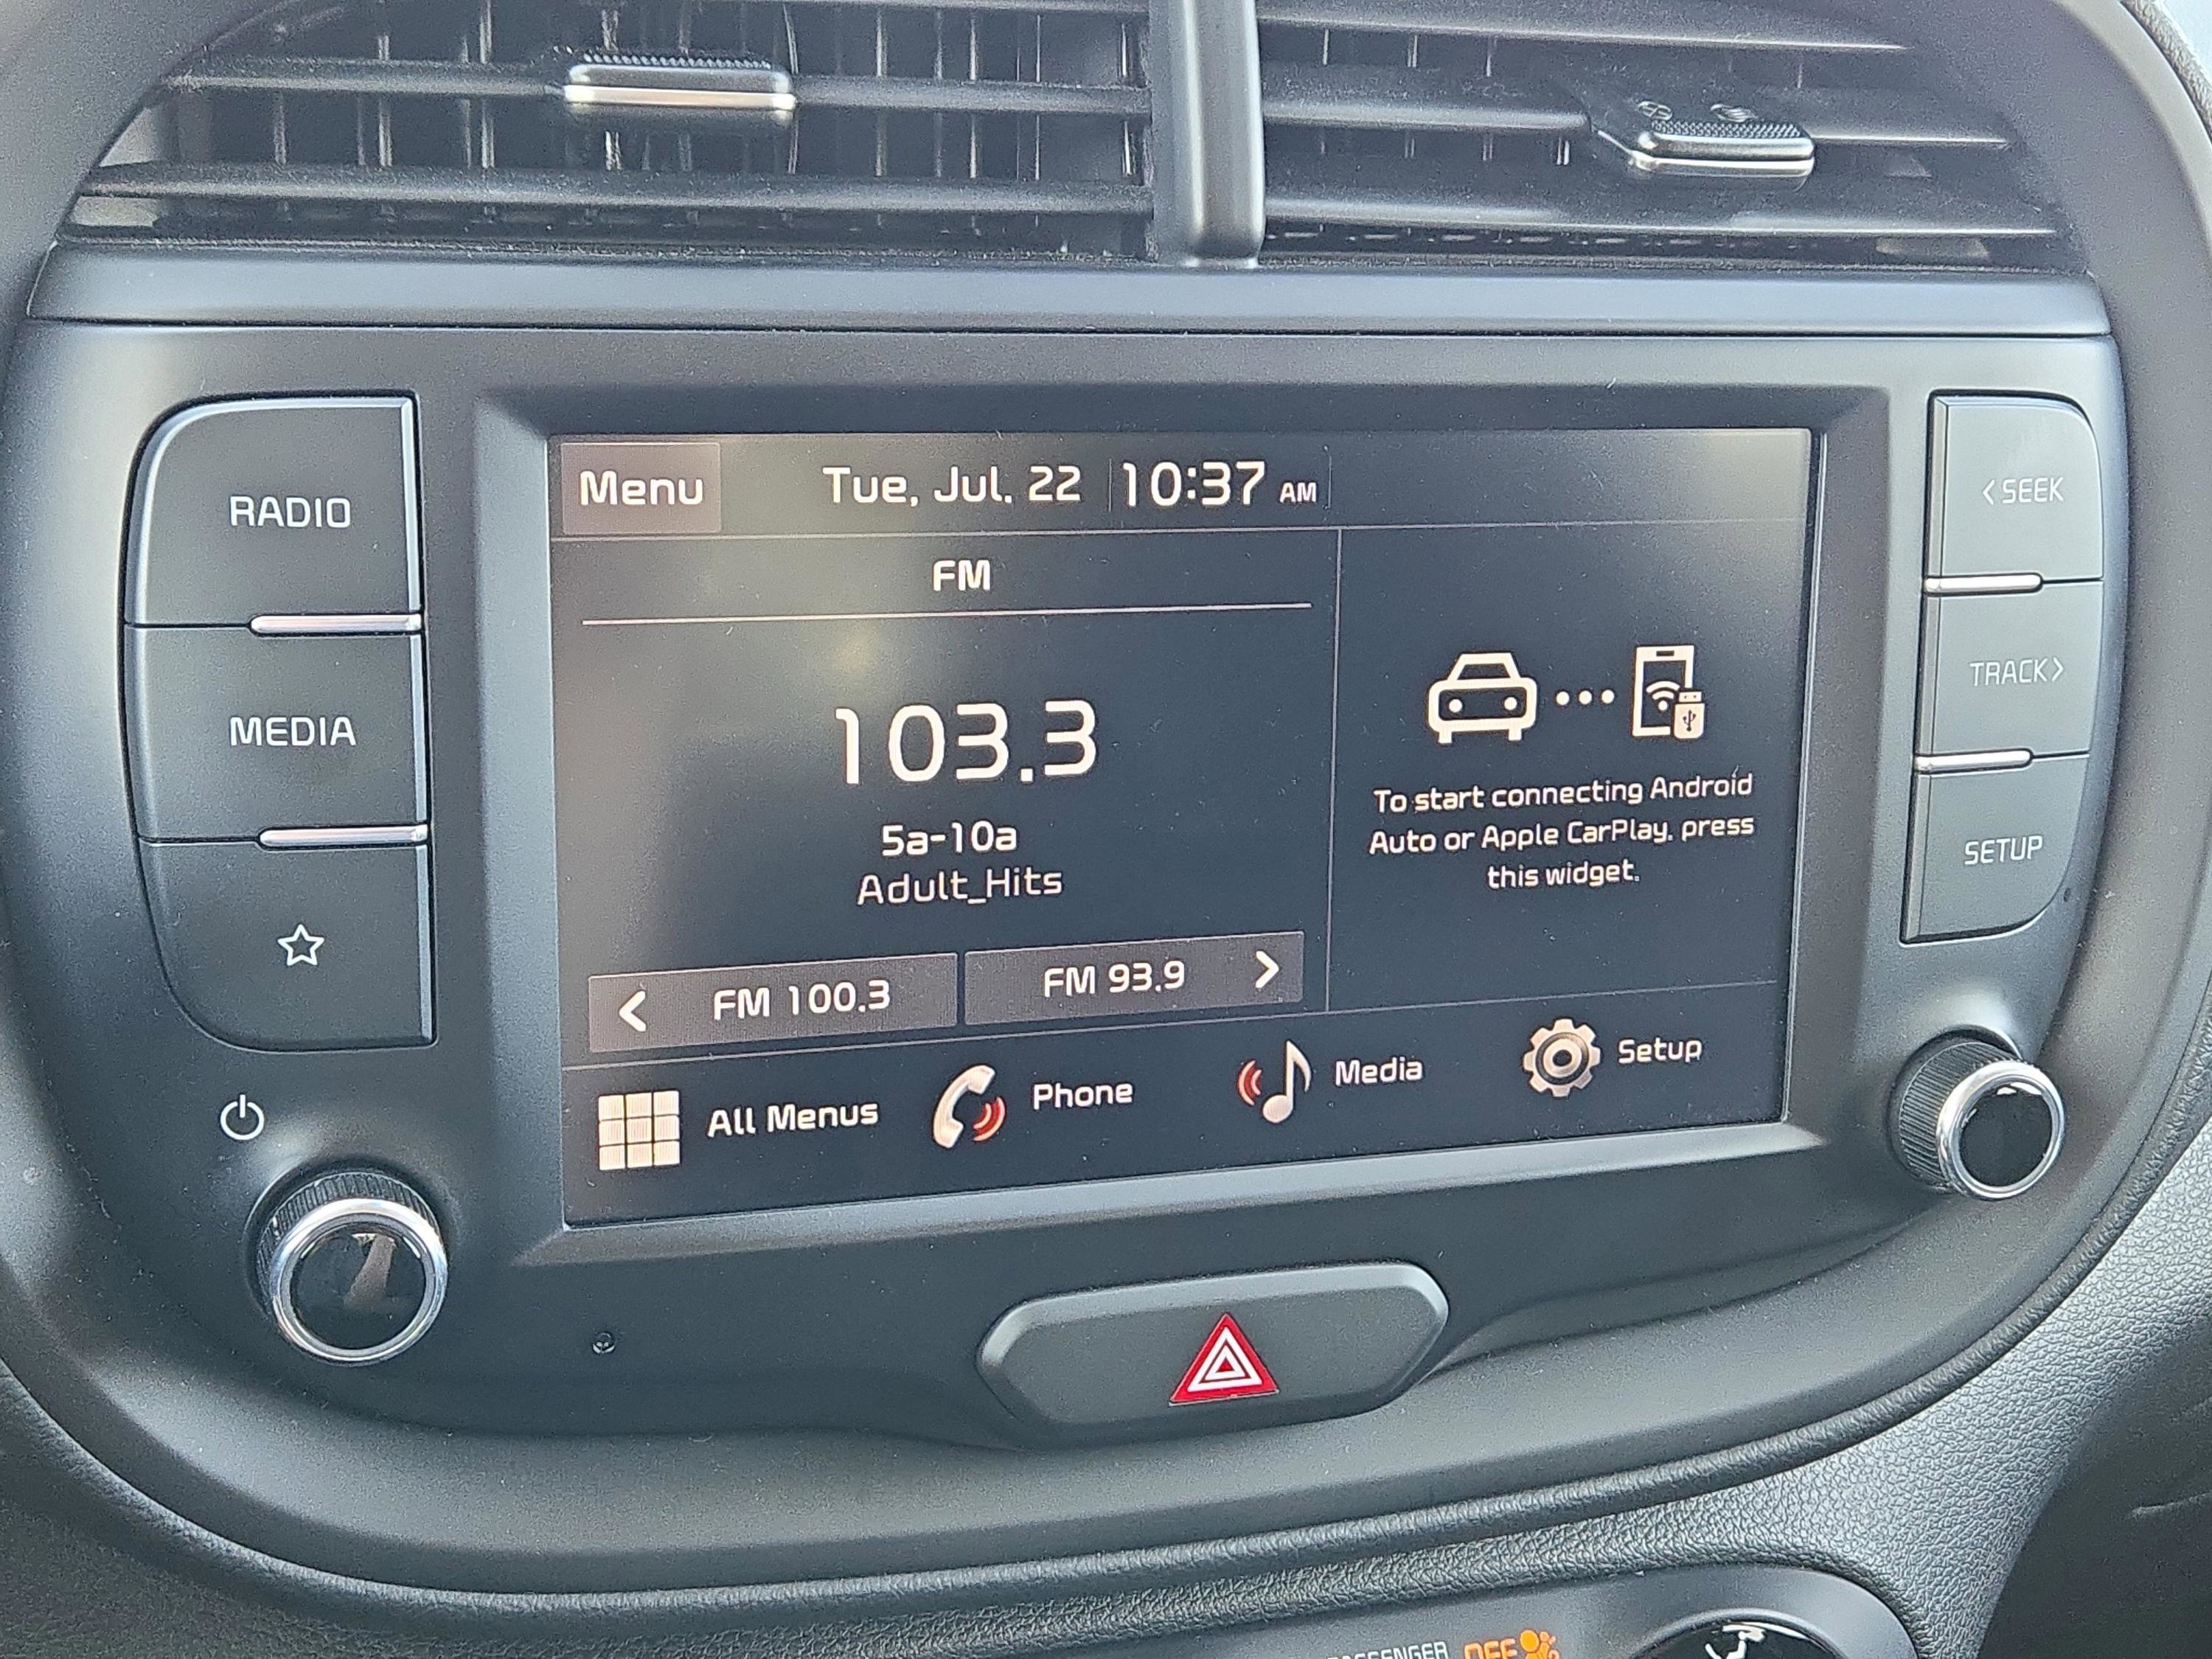 RADIO
MEDIA
Menu
Tue, Jul. 22
10:37 AM
FM
103.3
5a-10a
Adult_Hits
< FM 100.3
FM 93.9 >
To start connecting Android
Auto or Apple CarPlay, press
this widget.
All Menus
Phone
Media
Setup
< SEEK
TRACK >
SETUP
PASSENGER OFF